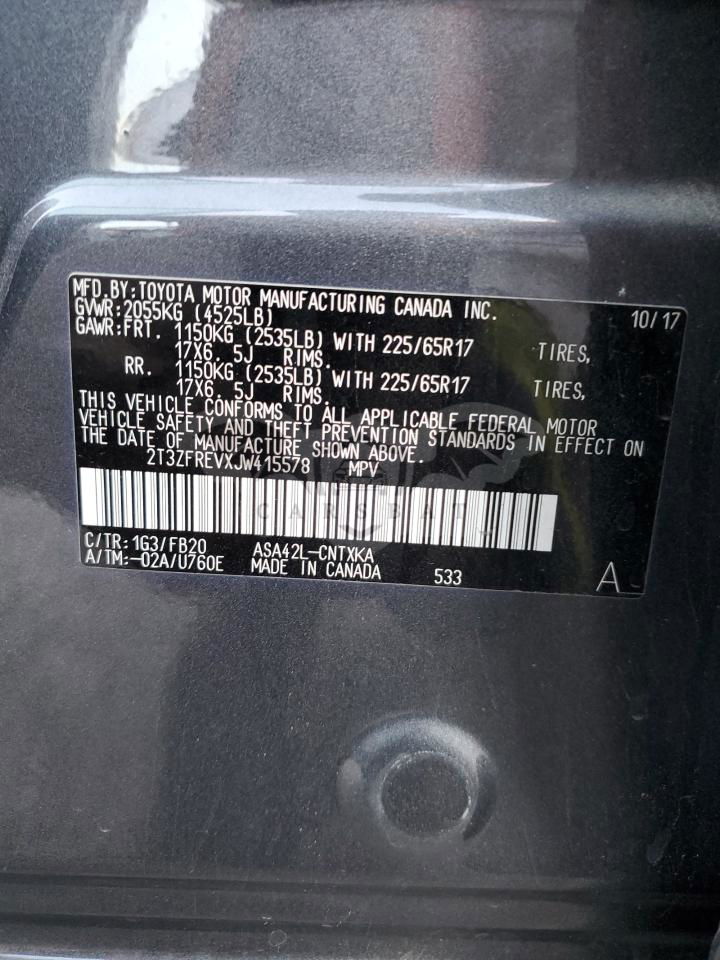 MFD.BY:TOYOTA MOTOR MANUFACTURING CANADA INC. 10/17
GVWR:2055KG (4525LB)
GAWR:FRT. 1150KG (2535LB) WITH 225/65R17 TIRES,
17X6.5J RIMS.
RR. 1150KG (2535LB) WITH 225/65R17 TIRES,
17X6.5J RIMS.
THIS VEHICLE CONFORMS TO ALL APPLICABLE FEDERAL MOTOR
VEHICLE SAFETY AND THEFT PREVENTION STANDARDS IN EFFECT ON
THE DATE OF MANUFACTURE SHOWN ABOVE.
2T3ZFREVXJW415578 MPV
CARSBAT
C/TR:1G3/FB20 ASA42L-CNTXKA
A/TM:-02A/U760E MADE IN CANADA 533 A